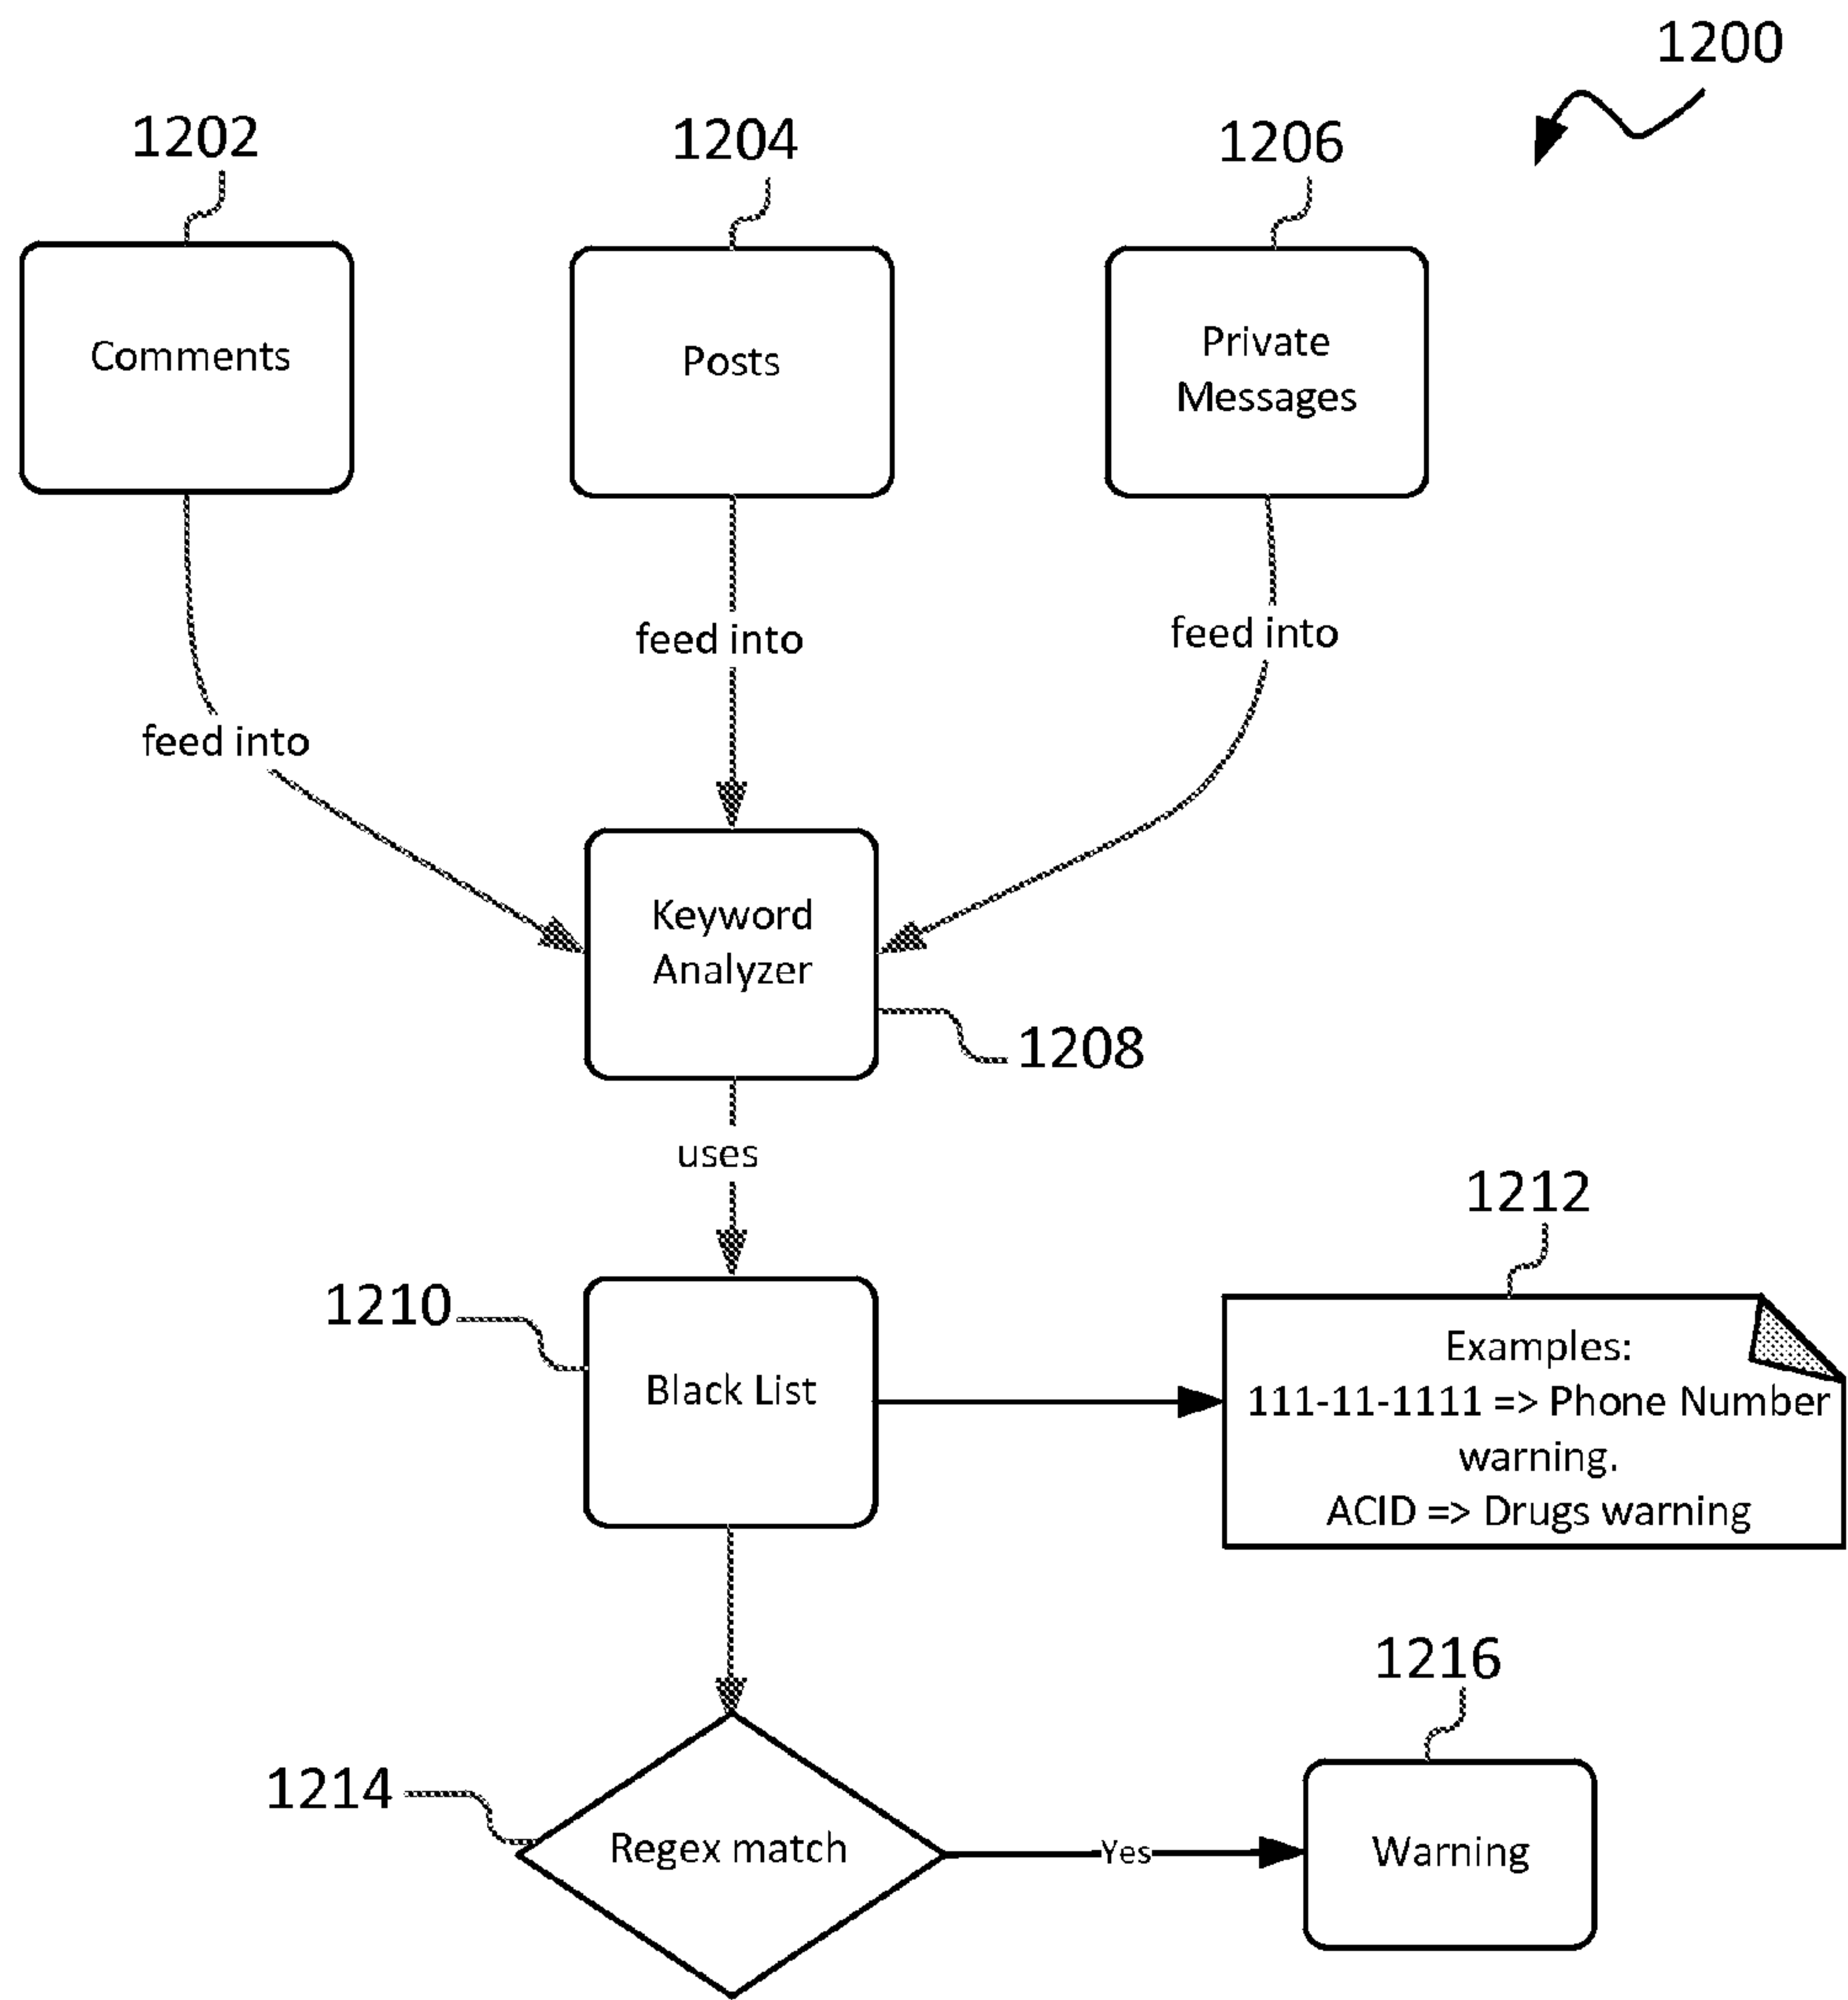 1200
1202
1204
1206
Comments
Posts
Private
Messages
feed into
feed into
feed into
Keyword
Analyzer
1208
uses
1210
Black List
1212
Examples:
111-11-1111 => Phone Number
warning.
ACID => Drugs warning
1214
Regex match
Yes
1216
Warning